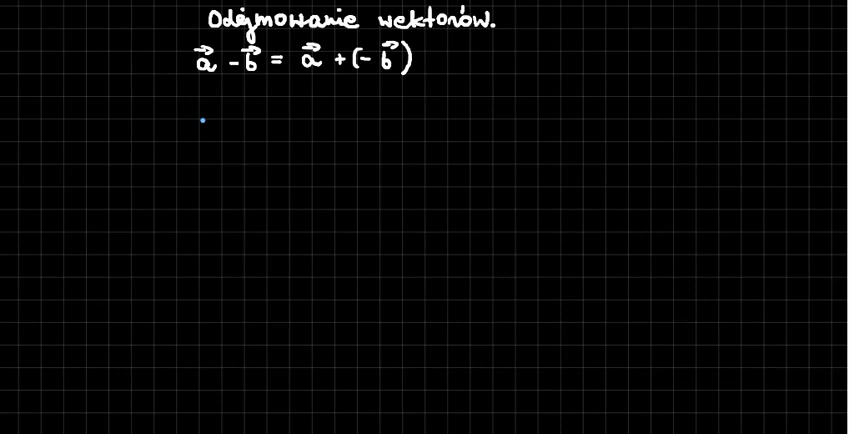 Odejmowanie wektorów.
a⃗ - b⃗ = a⃗ + (- b⃗)